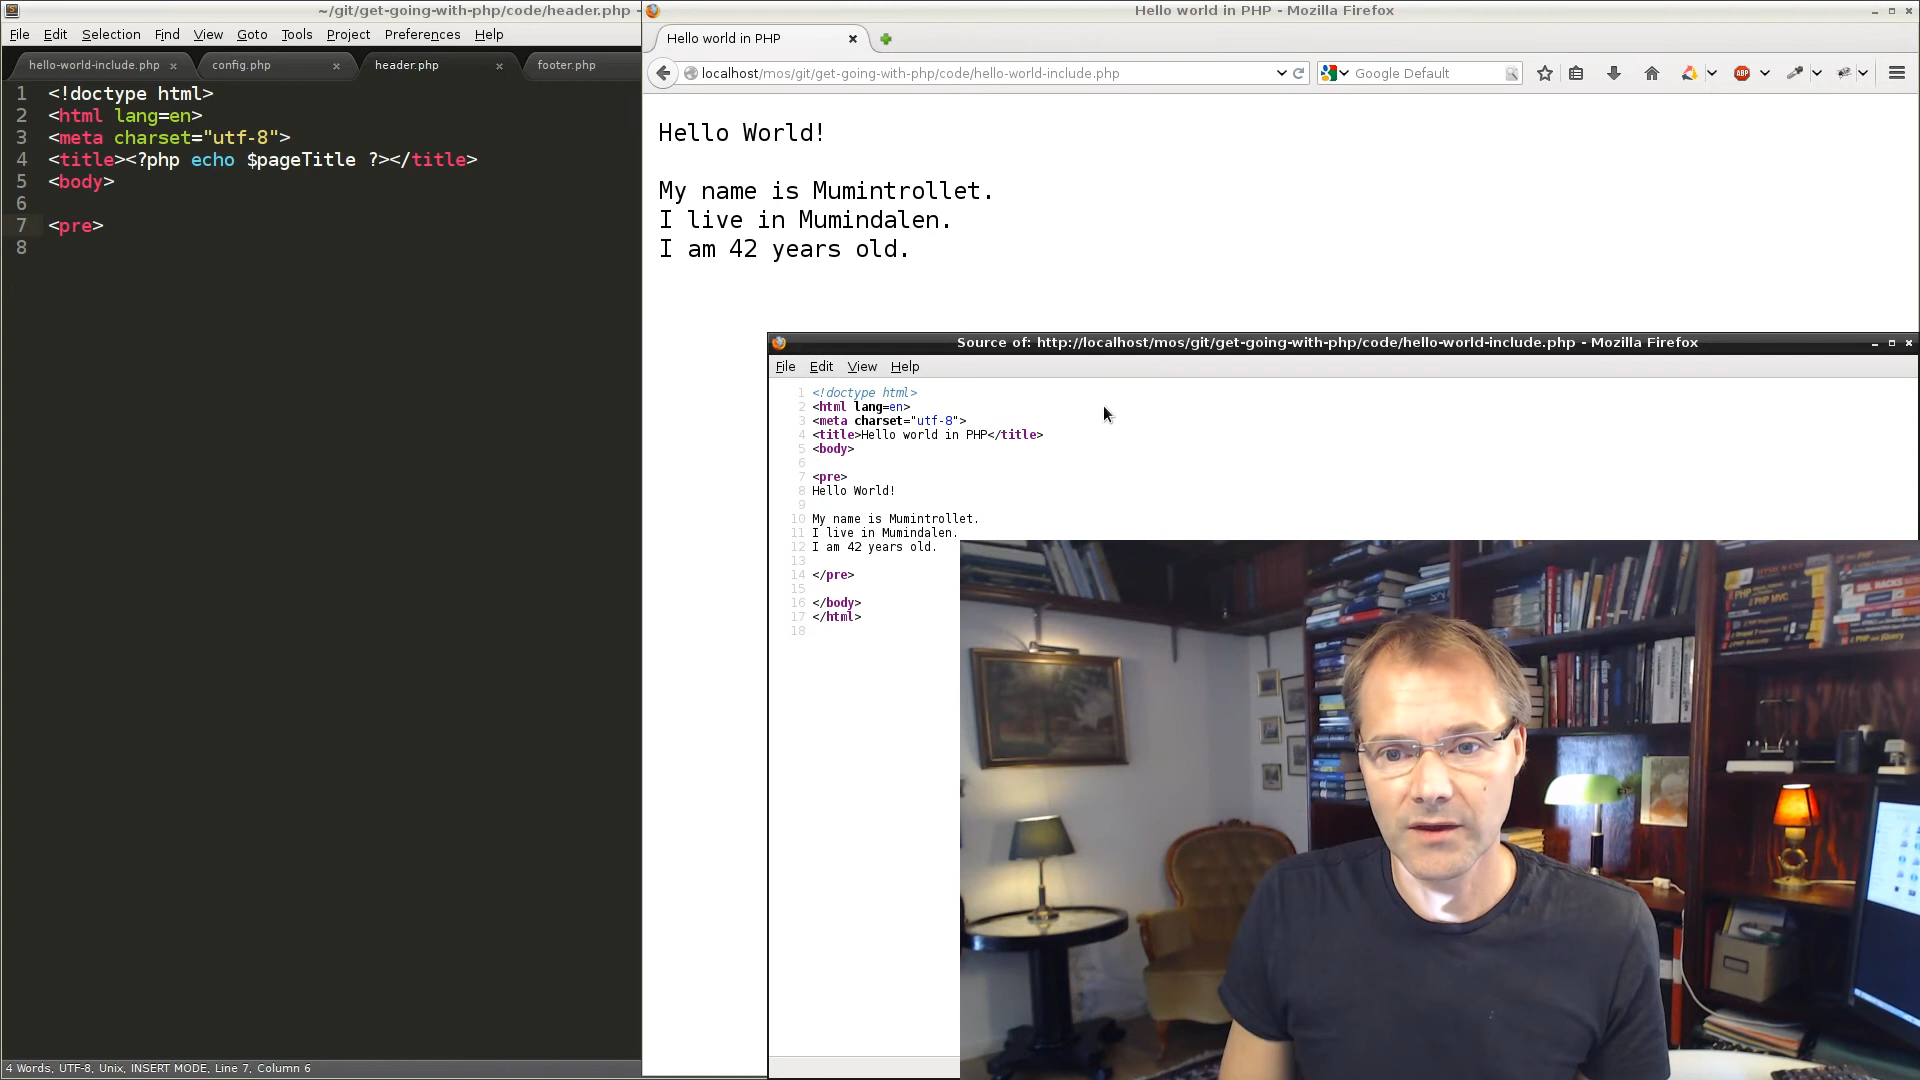 ~/git/get-going-with-php/code/header.php -
File Edit Selection Find View Goto Tools Project Preferences Help
hello-world-include.php × config.php × header.php × footer.php
1 <!doctype html>
2 <html lang=en>
3 <meta charset="utf-8">
4 <title><?php echo $pageTitle ?></title>
5 <body>
6
7 <pre>
8
4 Words, UTF-8, Unix, INSERT MODE, Line 7, Column 6
Hello world in PHP - Mozilla Firefox
Hello world in PHP ×
localhost/mos/git/get-going-with-php/code/hello-world-include.php
Google Default
ABP
Hello World!
My name is Mumintrollet.
I live in Mumindalen.
I am 42 years old.
Source of: http://localhost/mos/git/get-going-with-php/code/hello-world-include.php - Mozilla Firefox
File Edit View Help
1 <!doctype html>
2 <html lang=en>
3 <meta charset="utf-8">
4 <title>Hello world in PHP</title>
5 <body>
6
7 <pre>
8 Hello World!
9
10 My name is Mumintrollet.
11 I live in Mumindalen.
12 I am 42 years old.
13
14 </pre>
15
16 </body>
17 </html>
18
PHP MVC